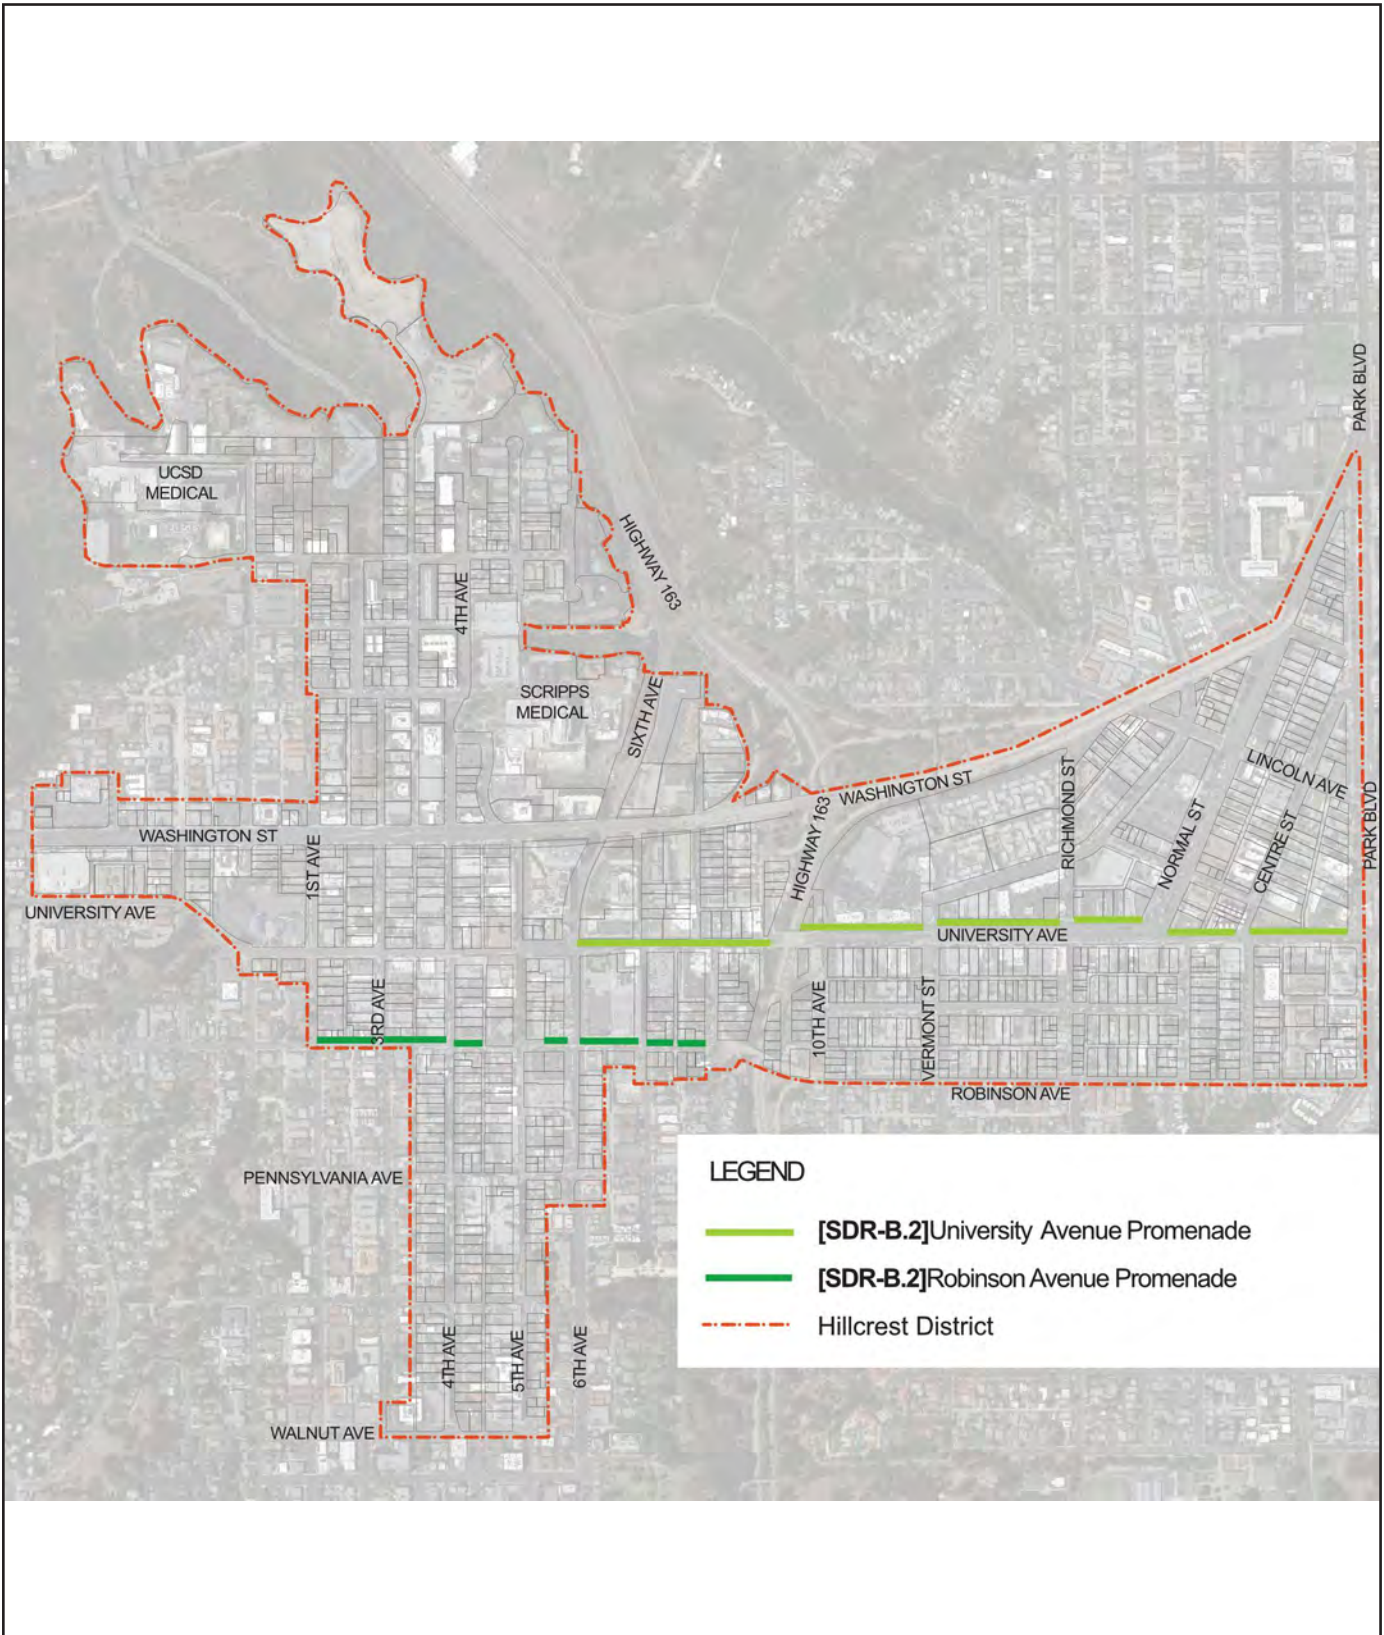 PARK BLVD
UCSD
MEDICAL
HIGHWAY 163
4TH AVE
SCRIPPS
MEDICAL
SIXTH AVE
LINCOLN AVE
WASHINGTON ST
WASHINGTON ST
RICHMOND ST
NORMAL ST
CENTRE ST
PARK BLVD
HIGHWAY 163
1ST AVE
UNIVERSITY AVE
UNIVERSITY AVE
3RD AVE
10TH AVE
VERMONT ST
ROBINSON AVE
PENNSYLVANIA AVE
LEGEND
[SDR-B.2]University Avenue Promenade
[SDR-B.2]Robinson Avenue Promenade
Hillcrest District
4TH AVE
5TH AVE
6TH AVE
WALNUT AVE